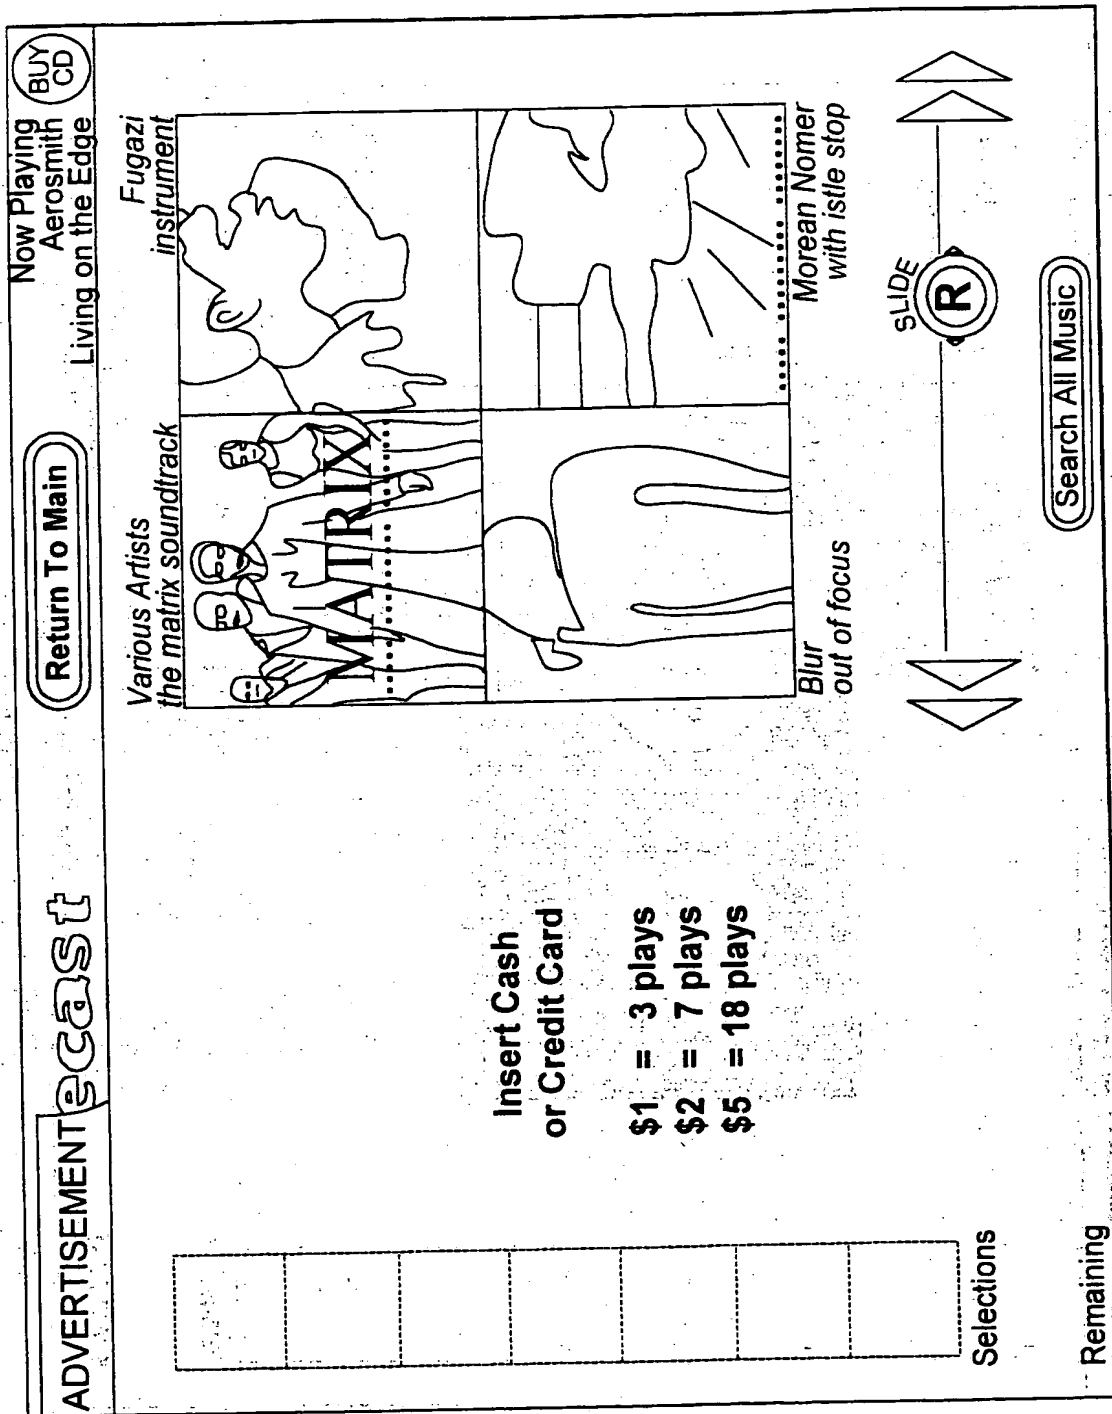 ADVERTISEMENT
ecast
Return To Main
Now Playing
Aerosmith
Living on the Edge
BUY
CD
Various Artists
the matrix soundtrack
Fugazi
instrument
MATRIX
Insert Cash
or Credit Card
$1 = 3 plays
$2 = 7 plays
$5 = 18 plays
Blur
out of focus
Morean Nomer
with istle stop
SLIDE
R
Selections
Search All Music
Remaining